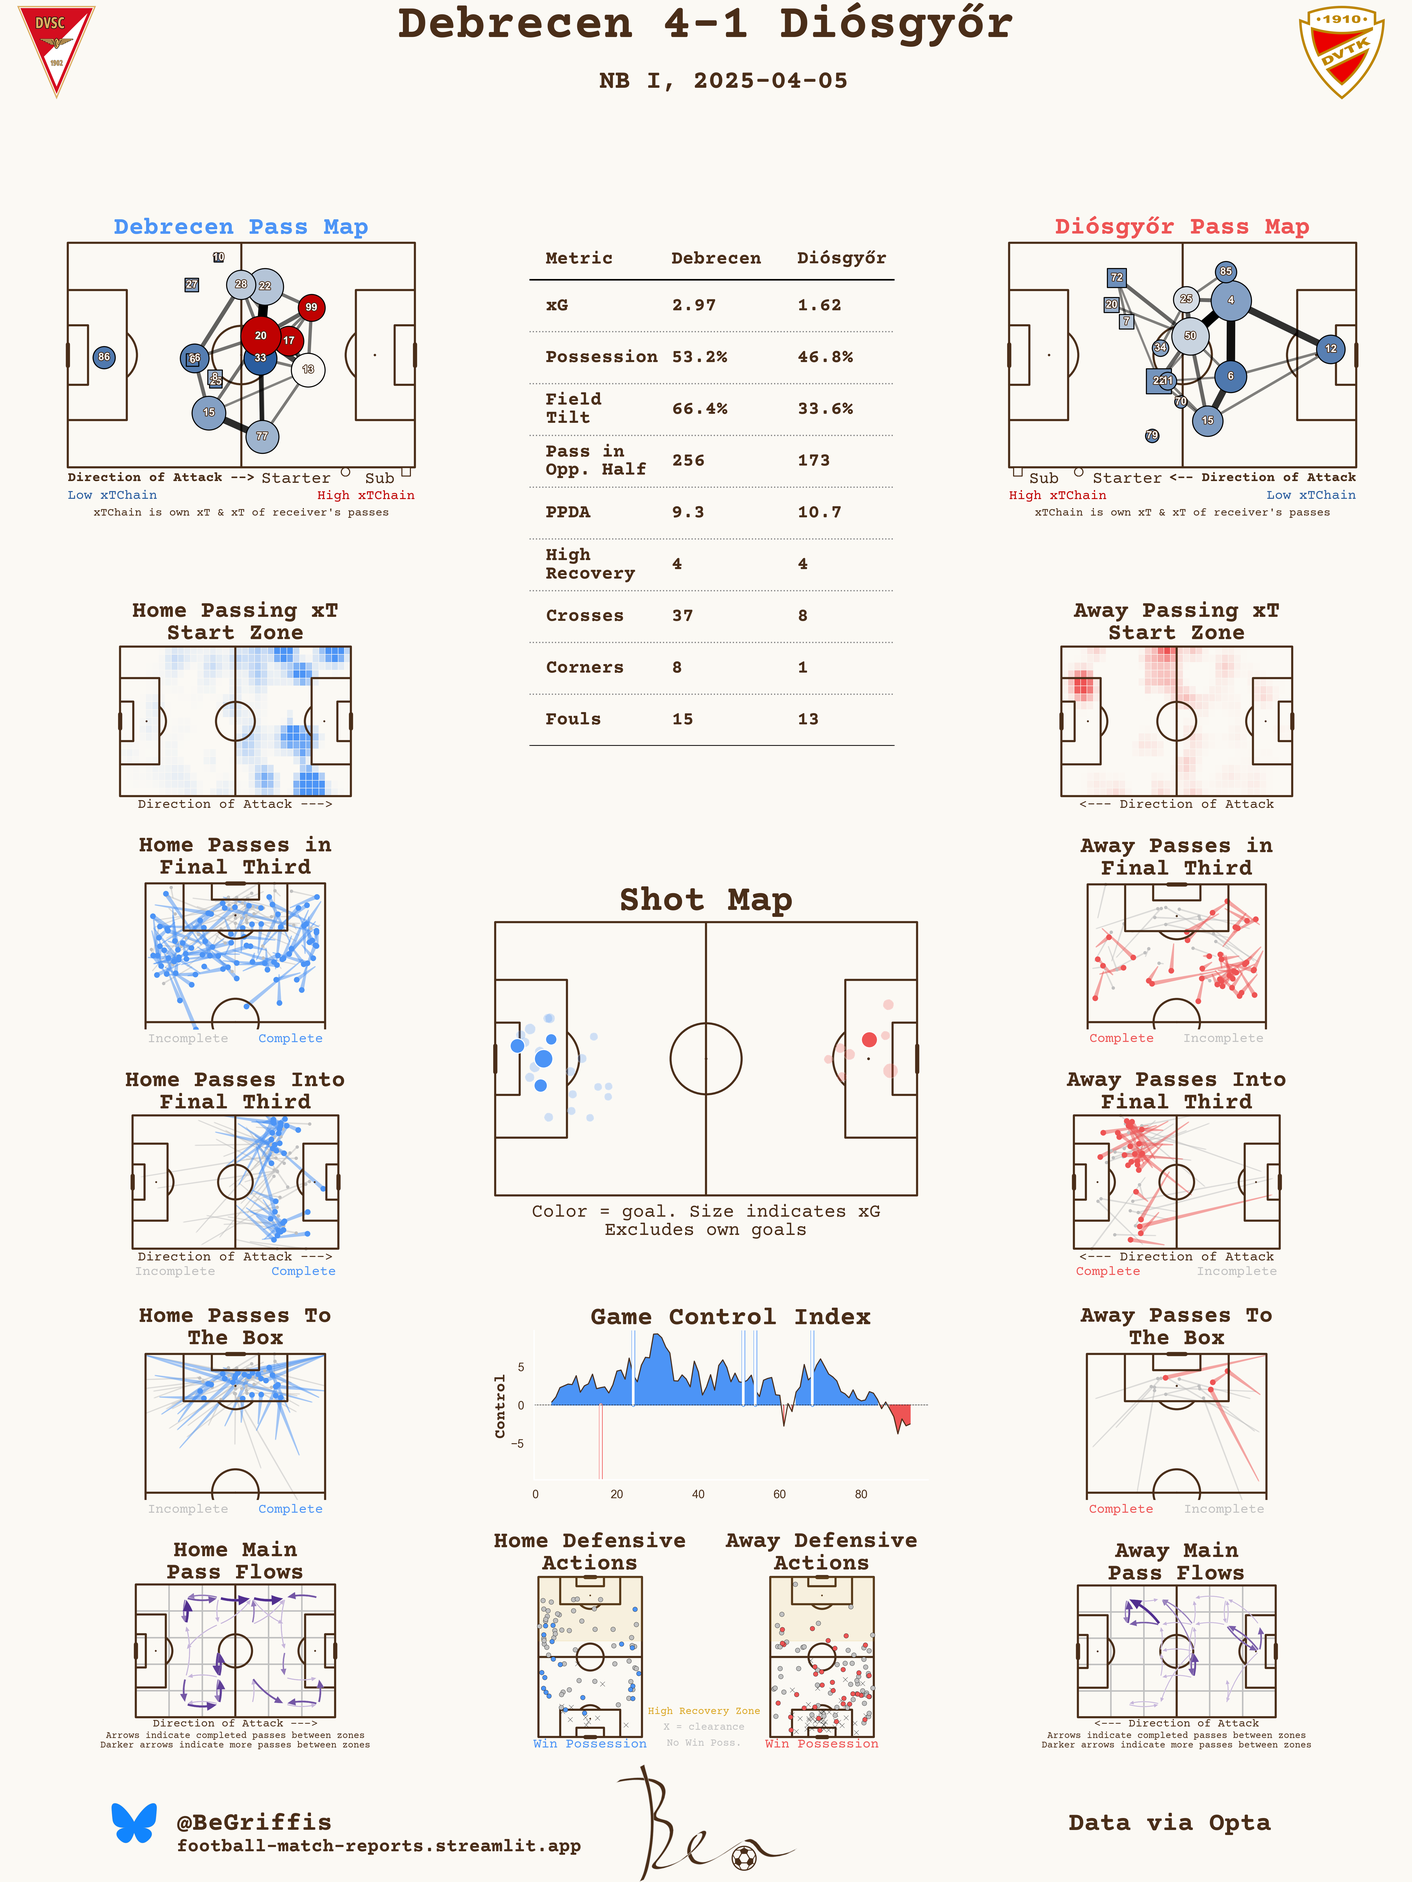 Debrecen 4-1 Diósgyőr
NB I, 2025-04-05
DVSC
1902
·1910·
DVTK
Debrecen Pass Map
10
27
28
22
99
20
17
86
6
33
13
8
25
15
77
Direction of Attack --> Starter Sub
Low xTChain High xTChain
xTChain is own xT & xT of receiver's passes
Metric Debrecen Diósgyőr
xG 2.97 1.62
Possession 53.2% 46.8%
Field
Tilt 66.4% 33.6%
Pass in
Opp. Half 256 173
PPDA 9.3 10.7
High
Recovery 4 4
Crosses 37 8
Corners 8 1
Fouls 15 13
Diósgyőr Pass Map
72
85
20
25
4
7
50
34
12
11
6
70
15
79
Sub Starter <-- Direction of Attack
High xTChain Low xTChain
xTChain is own xT & xT of receiver's passes
Home Passing xT
Start Zone
Direction of Attack --->
Away Passing xT
Start Zone
<--- Direction of Attack
Home Passes in
Final Third
Incomplete Complete
Away Passes in
Final Third
Complete Incomplete
Shot Map
Color = goal. Size indicates xG
Excludes own goals
Home Passes Into
Final Third
Direction of Attack --->
Incomplete Complete
Away Passes Into
Final Third
<--- Direction of Attack
Complete Incomplete
Home Passes To
The Box
Incomplete Complete
Game Control Index
Control
5
0
−5
0 20 40 60 80
Away Passes To
The Box
Complete Incomplete
Home Main
Pass Flows
Direction of Attack --->
Arrows indicate completed passes between zones
Darker arrows indicate more passes between zones
Home Defensive
Actions
Win Possession
High Recovery Zone
X = clearance
No Win Poss.
Away Defensive
Actions
Win Possession
Away Main
Pass Flows
<--- Direction of Attack
Arrows indicate completed passes between zones
Darker arrows indicate more passes between zones
@BeGriffis
football-match-reports.streamlit.app
Ben
Data via Opta